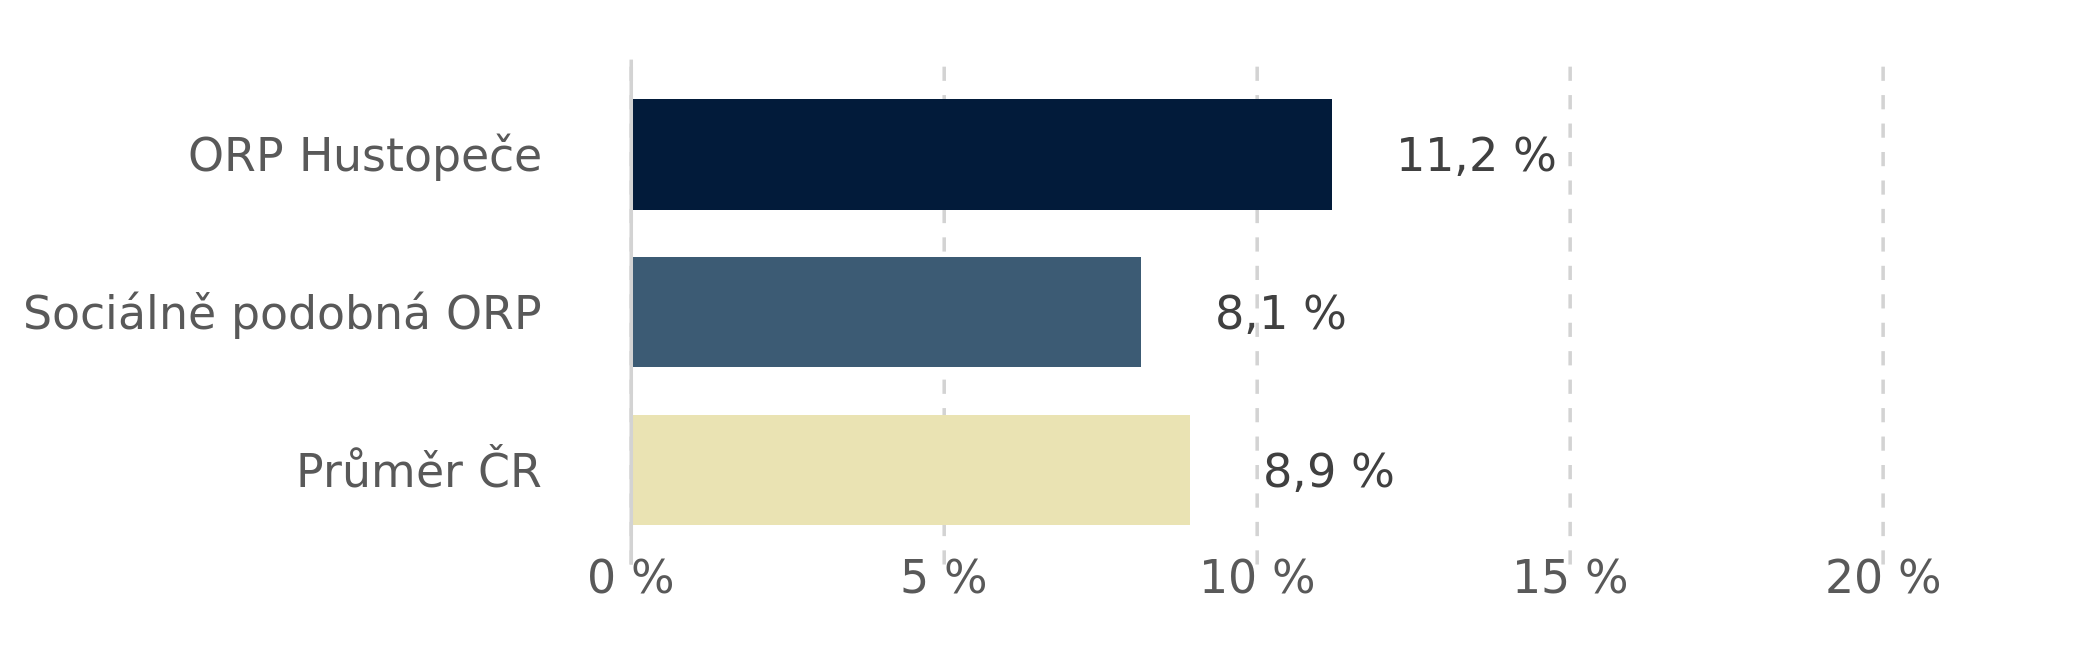 ORP Hustopeče
11,2 %
Sociálně podobná ORP
8,1 %
Průměr ČR
8,9 %
0 %
5 %
10 %
15 %
20 %